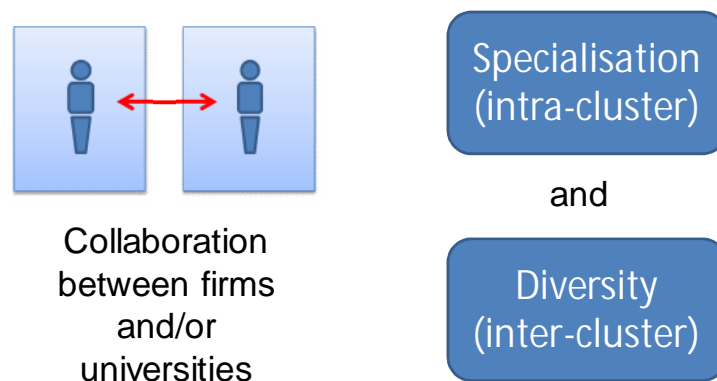 Collaboration
between firms
and/or
universities
Specialisation
(intra-cluster)
and
Diversity
(inter-cluster)